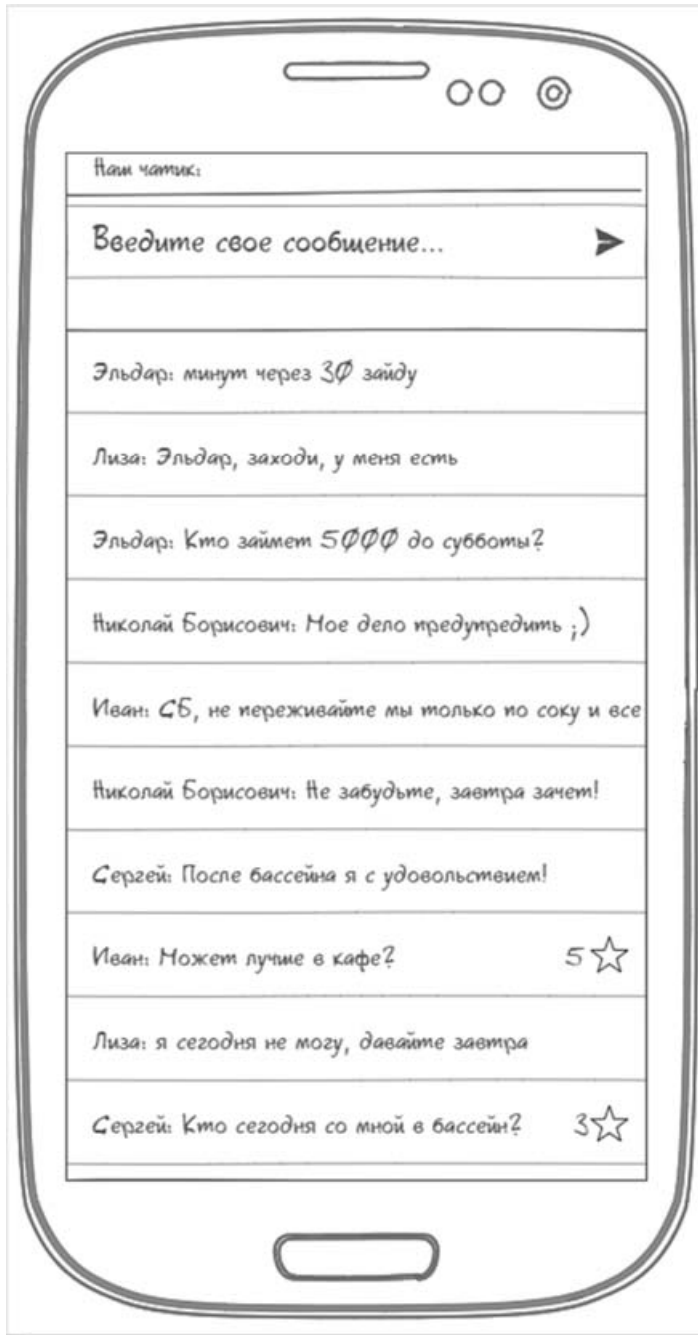 Наш чатик:
Введите свое сообщение...
Эльдар: минут через 30 зайду
Лиза: Эльдар, заходи, у меня есть
Эльдар: Кто займет 5000 до субботы?
Николай Борисович: Мое дело предупредить ;)
Иван: СБ, не переживайте мы только по соку и все
Николай Борисович: Не забудьте, завтра зачет!
Сергей: После бассейна я с удовольствием!
Иван: Может лучше в кафе? 5
Лиза: я сегодня не могу, давайте завтра
Сергей: Кто сегодня со мной в бассейн? 3